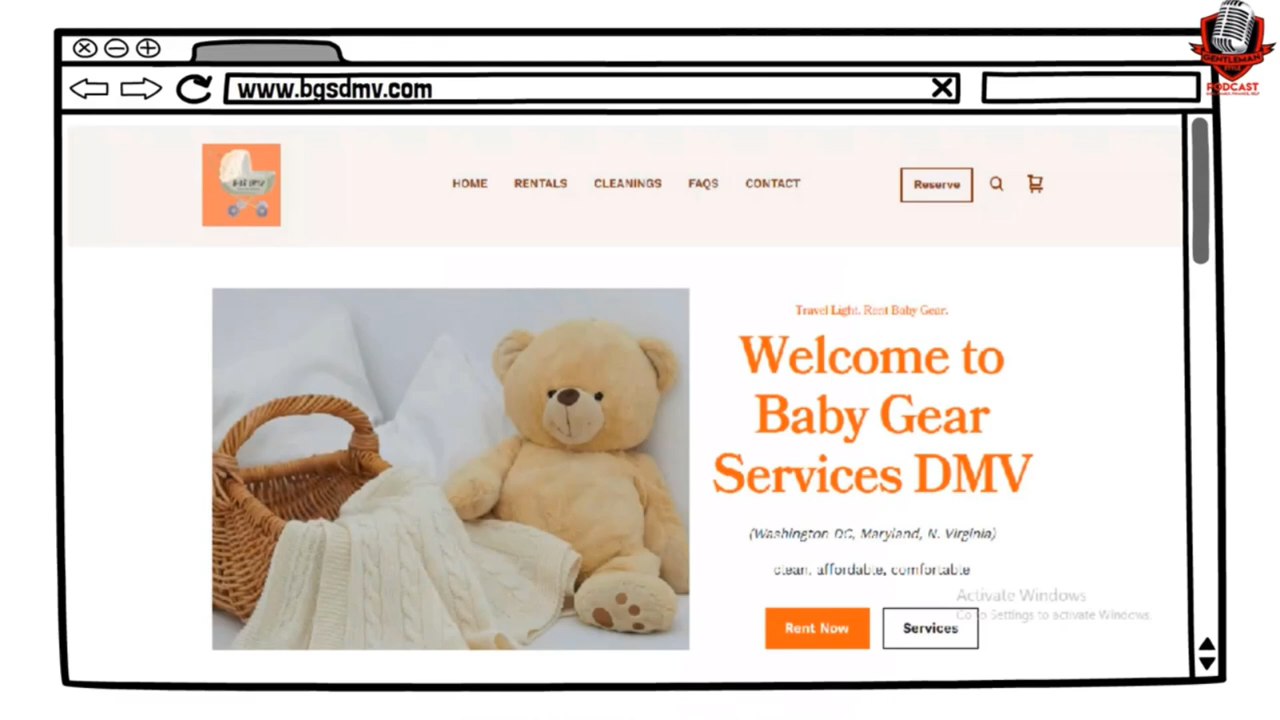 GENTLEMAN
STYLE
PODCAST
www.bgsdmv.com
HOME RENTALS CLEANINGS FAQS CONTACT Reserve
Travel Light. Rent Baby Gear.
Welcome to
Baby Gear
Services DMV
(Washington DC, Maryland, N. Virginia)
clean, affordable, comfortable
Activate Windows
Go to Settings to activate Windows.
Rent Now Services